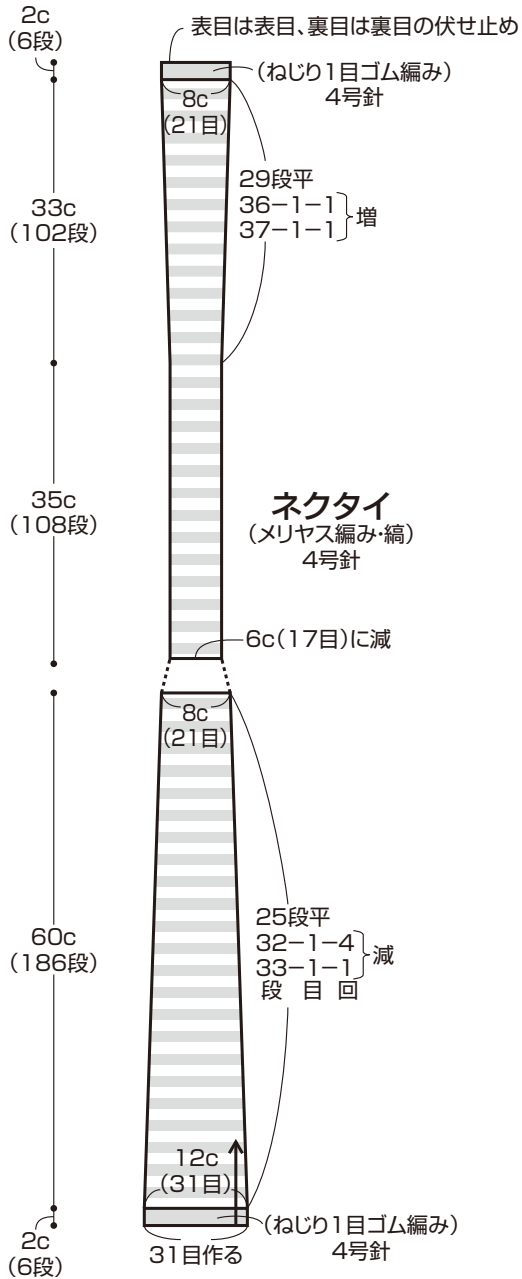 2c
(6段)
表目は表目、裏目は裏目の伏せ止め
(ねじり1目ゴム編み)
4号針
8c
(21目)
29段平
36−1−1
37−1−1
増
33c
(102段)
35c
(108段)
ネクタイ
(メリヤス編み・縞)
4号針
6c(17目)に減
8c
(21目)
25段平
32−1−4
33−1−1
減
段 目 回
60c
(186段)
12c
(31目)
(ねじり1目ゴム編み)
4号針
31目作る
2c
(6段)